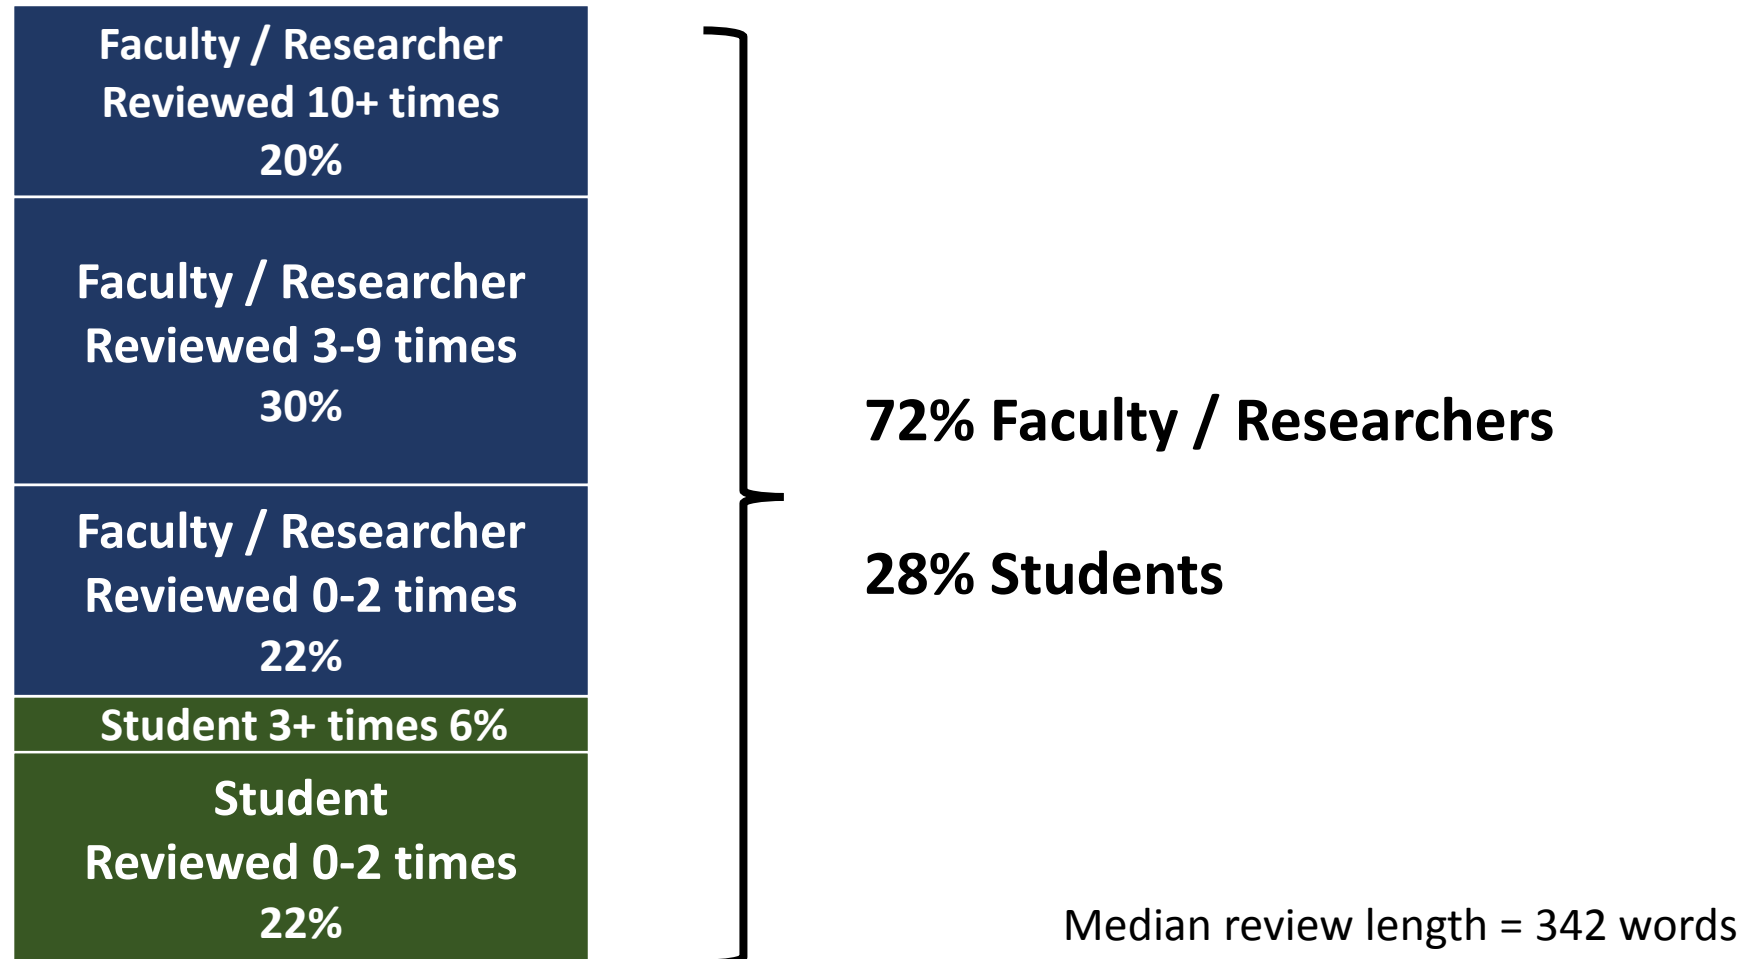 Faculty / Researcher
Reviewed 10+ times
20%
Faculty / Researcher
Reviewed 3-9 times
30%
Faculty / Researcher
Reviewed 0-2 times
22%
Student 3+ times 6%
Student
Reviewed 0-2 times
22%
72% Faculty / Researchers
28% Students
Median review length = 342 words